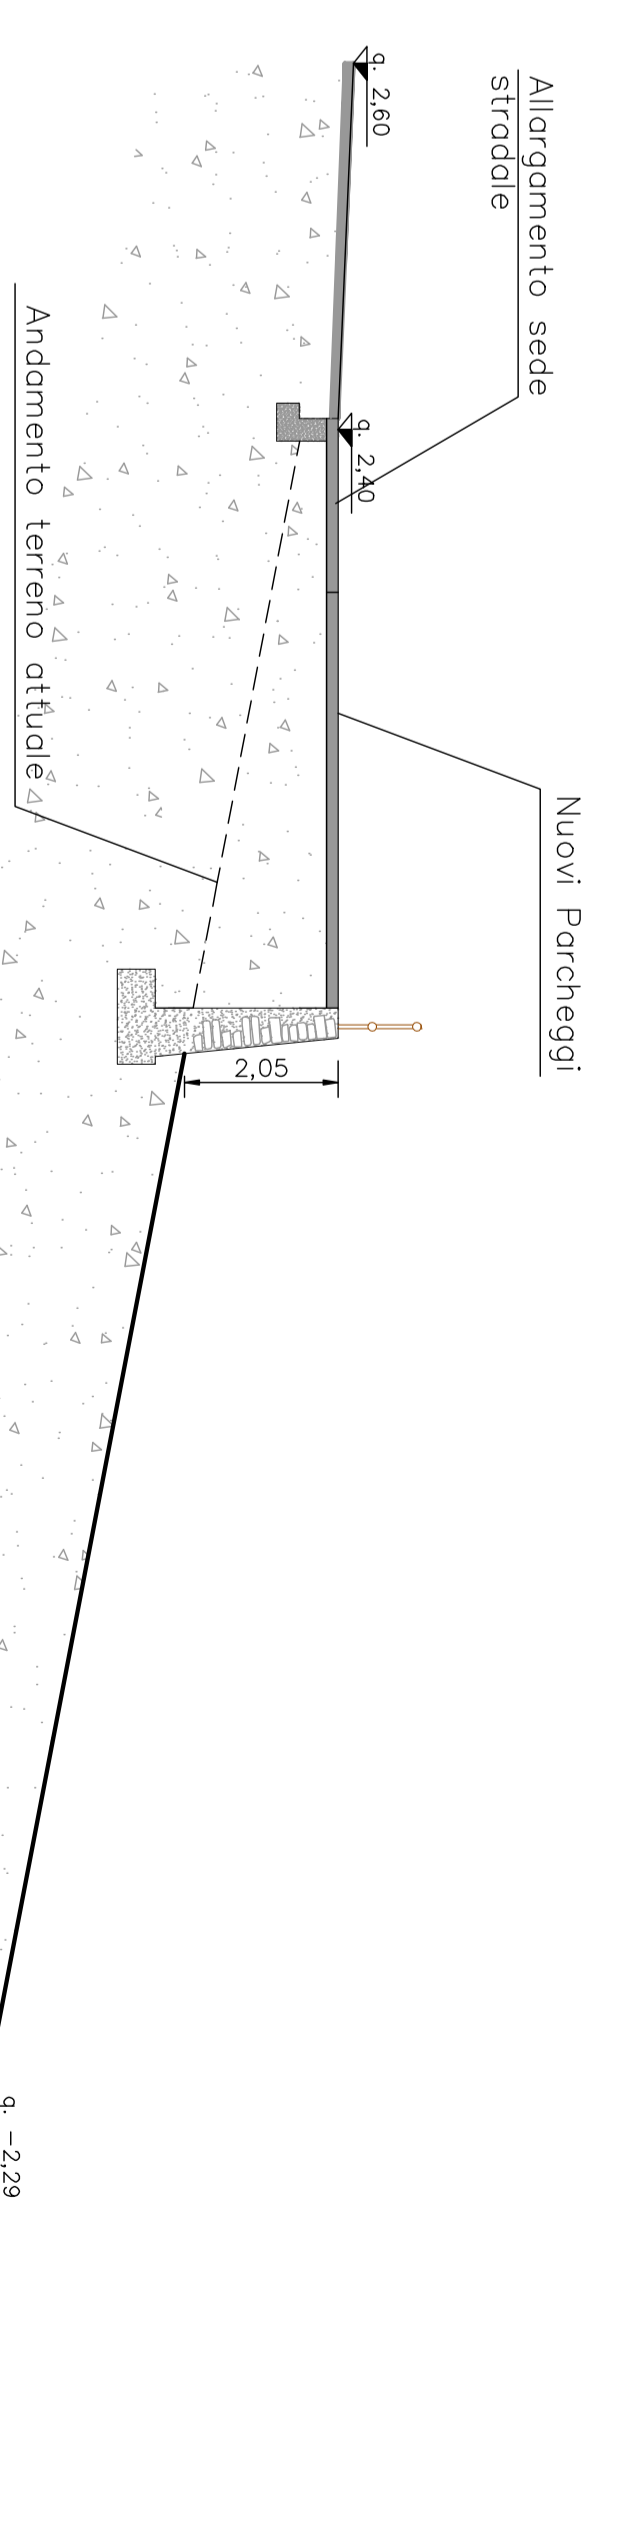 Allargamento sede
stradale
q. 2,60
q. 2,40
Nuovi Parcheggi
Andamento terreno attuale
2,05
q. -2,29